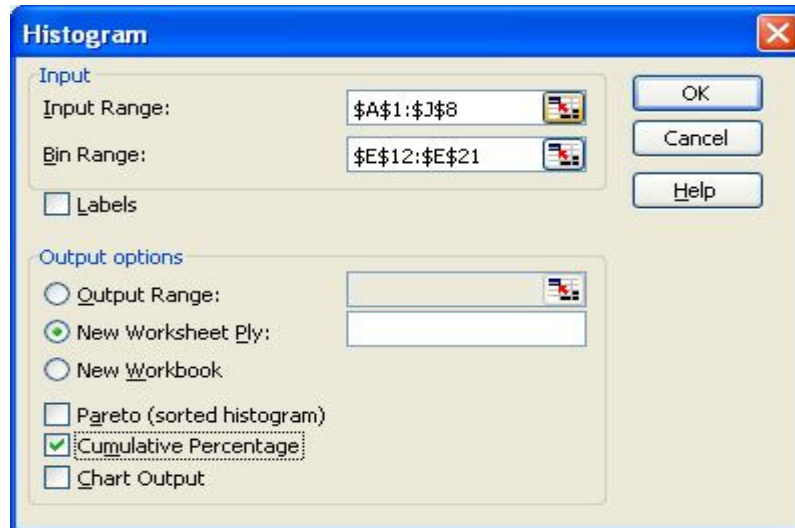 Histogram
Input
Input Range:
$A$1:$J$8
Bin Range:
$E$12:$E$21
Labels
OK
Cancel
Help
Output options
Output Range:
New Worksheet Ply:
New Workbook
Pareto (sorted histogram)
Cumulative Percentage
Chart Output